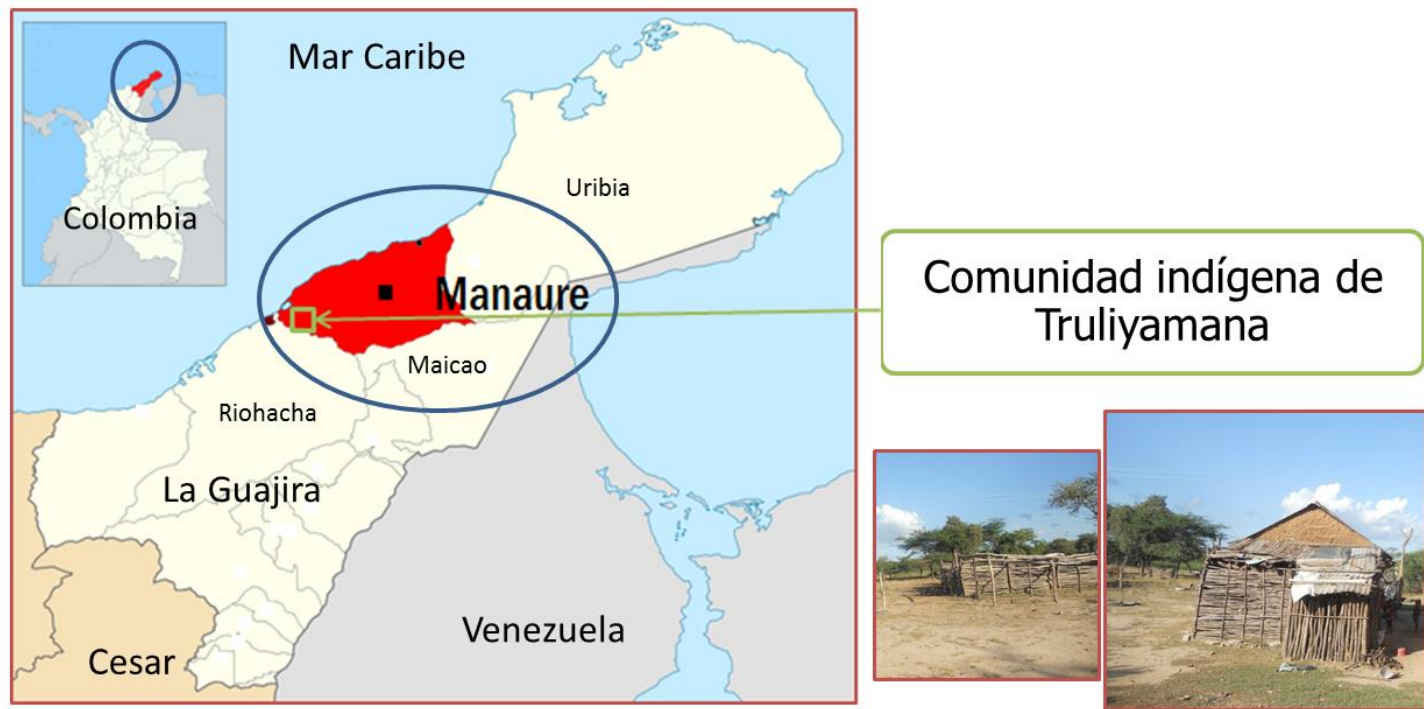 Mar Caribe
Colombia
Uribia
Manaure
Maicao
Riohacha
La Guajira
Venezuela
Cesar
Comunidad indígena de
Truliyamana